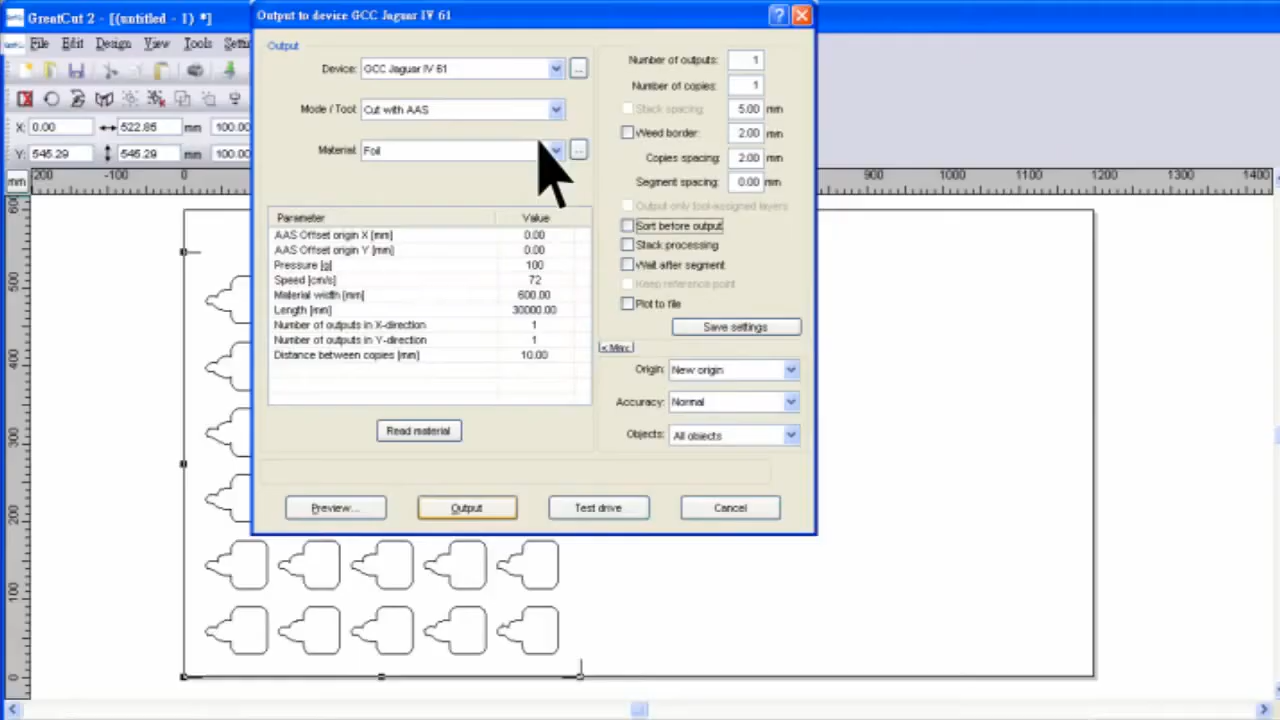 GreatCut 2 - [(untitled - 1) *]
File Edit Design View Tools
X: 0.00 522.85 mm 100.00
Y: 545.29 545.29 mm 100.00
mm
200 -100 0 900 1000 1100 1200 1300 1400
500
400
300
200
100
0
Output to device GCC Jaguar IV 61
Output
Device: GCC Jaguar IV 61 ...
Mode / Tool: Cut with AAS
Material: Foil ...
Parameter Value
AAS Offset origin X [mm] 0.00
AAS Offset origin Y [mm] 0.00
Pressure [g] 100
Speed [cm/s] 72
Material width [mm] 600.00
Length [mm] 30000.00
Number of outputs in X-direction 1
Number of outputs in Y-direction 1
Distance between copies [mm] 10.00
Read material
Number of outputs: 1
Number of copies: 1
Stack spacing: 5.00 mm
Weed border: 2.00 mm
Copies spacing: 2.00 mm
Segment spacing: 0.00 mm
Output only tool-assigned layers
Sort before output
Stack processing
Wait after segment
Keep reference point
Plot to file
Save settings
< Misc
Origin: New origin
Accuracy: Normal
Objects: All objects
Preview... Output Test drive Cancel